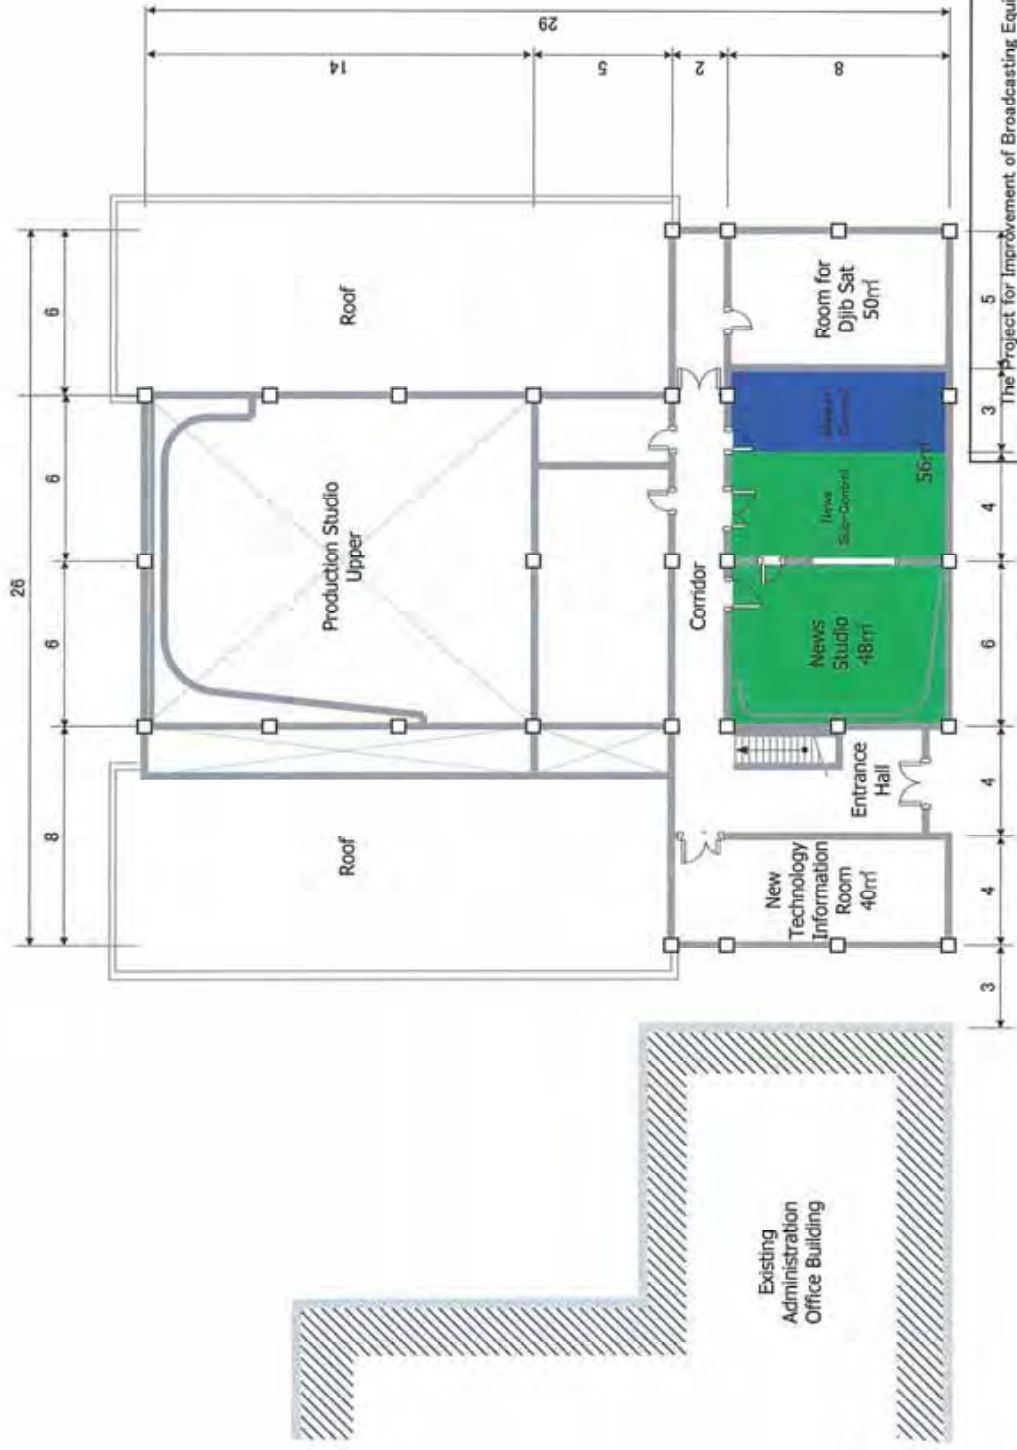 29
14
5
2
8
26
6
6
6
8
Roof
Production Studio
Upper
Roof
Room for
Djib Sat
50㎡
Master
Control
News
Sub-Control
56㎡
Corridor
News
Studio
48㎡
Entrance
Hall
New
Technology
Information
Room
40㎡
5
3
4
6
4
4
3
Existing
Administration
Office Building
The Project for Improvement of Broadcasting Equi